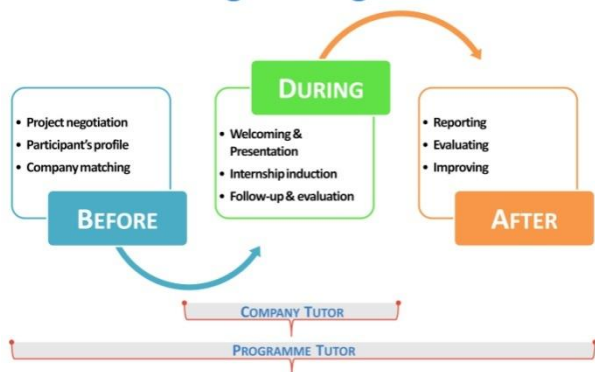 • Project negotiation
• Participant's profile
• Company matching
BEFORE
DURING
• Welcoming &
Presentation
• Internship induction
• Follow-up & evaluation
• Reporting
• Evaluating
• Improving
AFTER
COMPANY TUTOR
PROGRAMME TUTOR